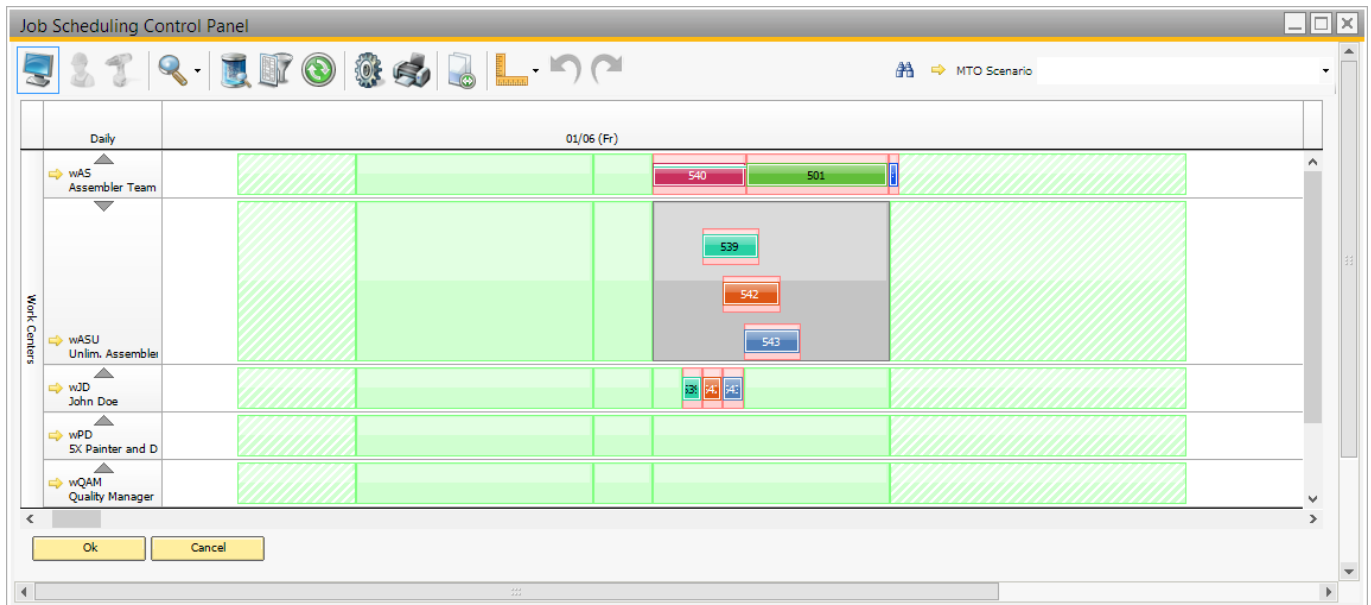 Job Scheduling Control Panel
MTO Scenario
Daily
01/06 (Fr)
Work Centers
wAS
Assembler Team
540
501
539
542
wASU
Unlim. Assembler
543
wJD
John Doe
wPD
5X Painter and D
wQAM
Quality Manager
Ok
Cancel